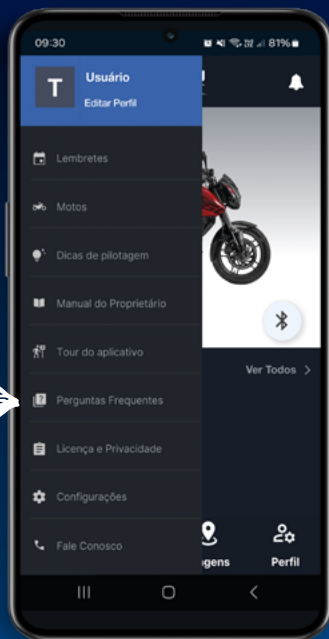 09:30
81%
T
Usuário
Editar Perfil
Lembretes
Motos
Dicas de pilotagem
Manual do Proprietário
Tour do aplicativo
Perguntas Frequentes
Licença e Privacidade
Configurações
Fale Conosco
Ver Todos >
gens
Perfil